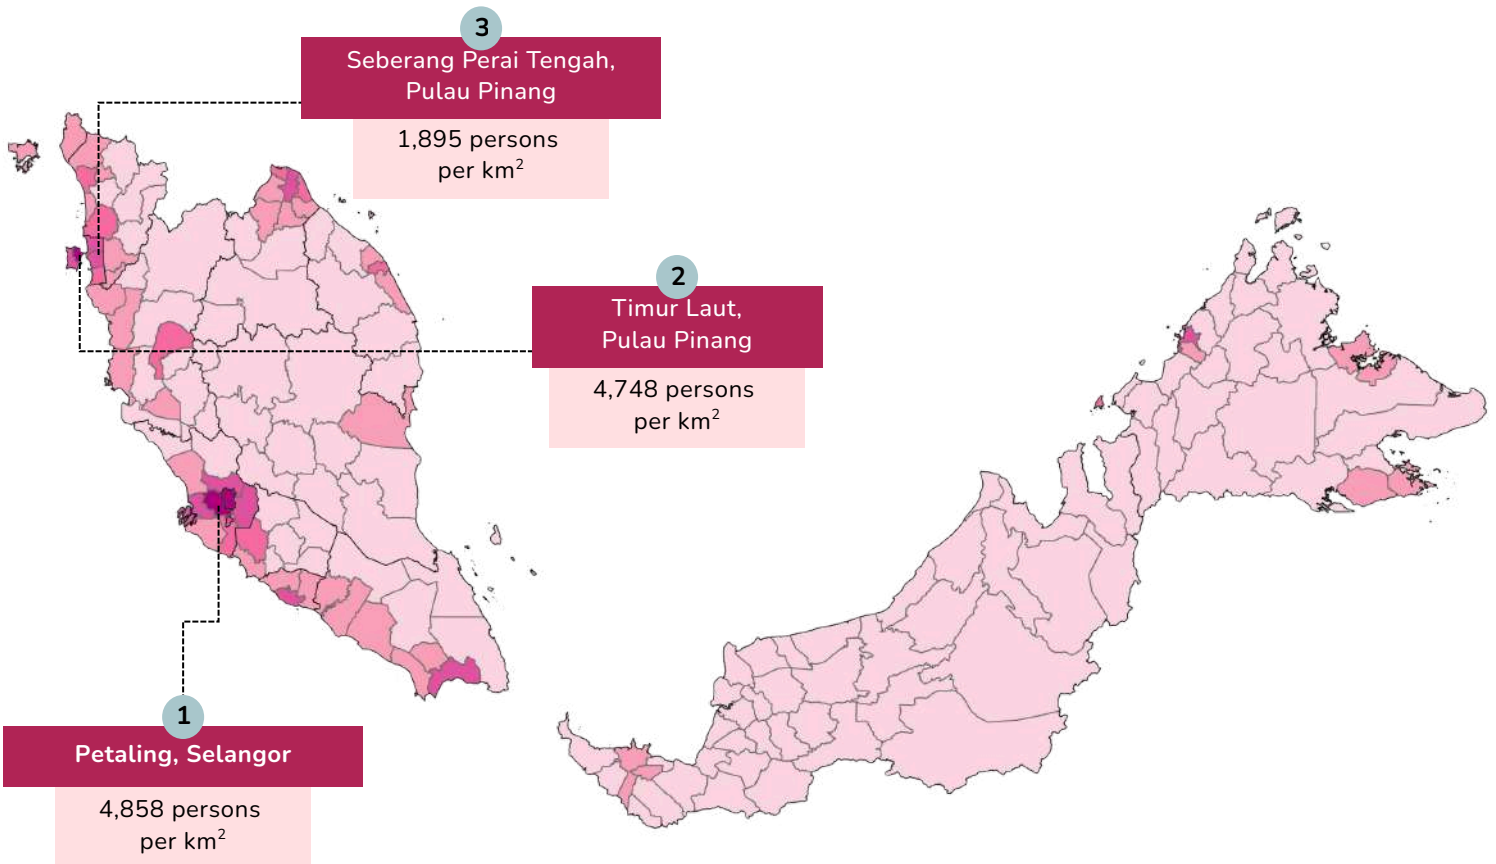 3
Seberang Perai Tengah,
Pulau Pinang
1,895 persons
per km²
2
Timur Laut,
Pulau Pinang
4,748 persons
per km²
1
Petaling, Selangor
4,858 persons
per km²